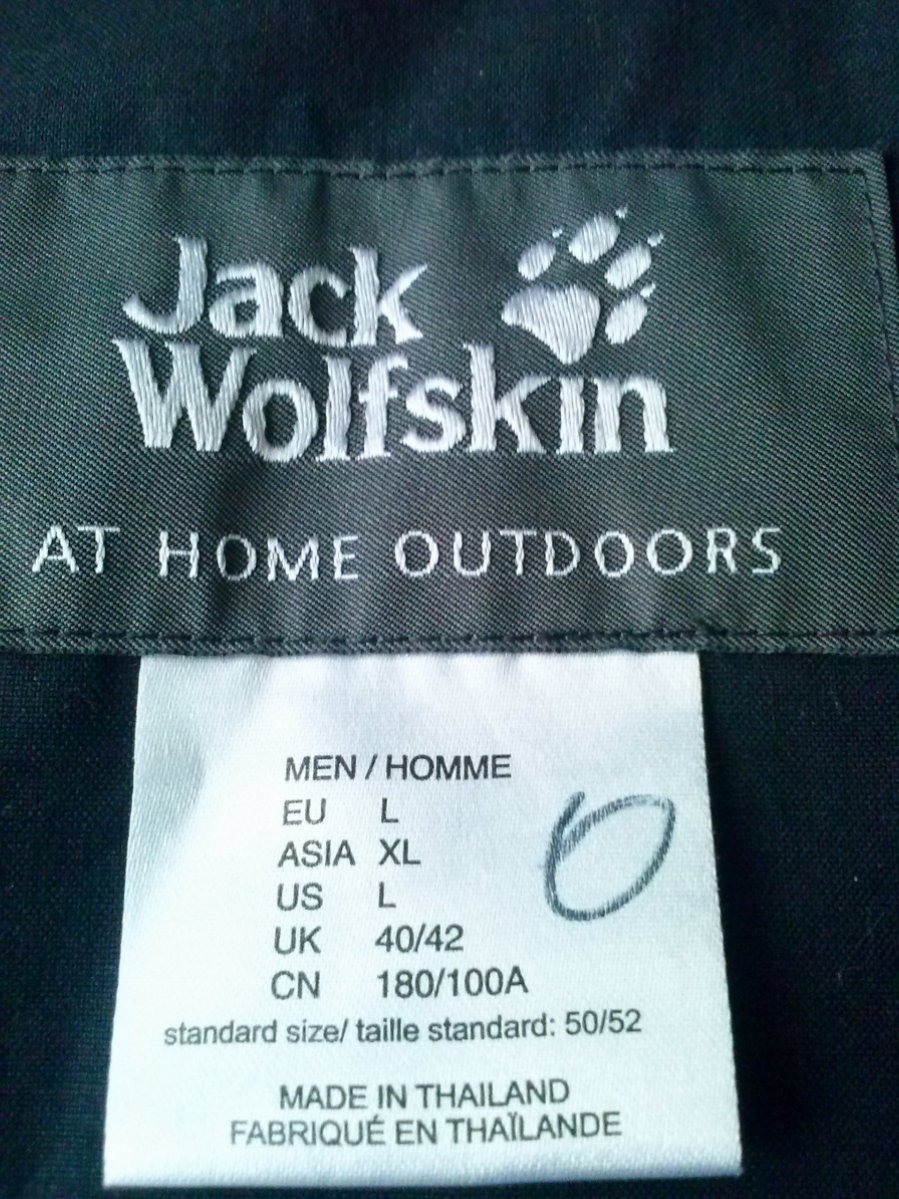 Jack
Wolfskin
AT HOME OUTDOORS
MEN / HOMME
EU L
ASIA XL
US L
UK 40/42
CN 180/100A
standard size/ taille standard: 50/52
MADE IN THAILAND
FABRIQUÉ EN THAÏLANDE